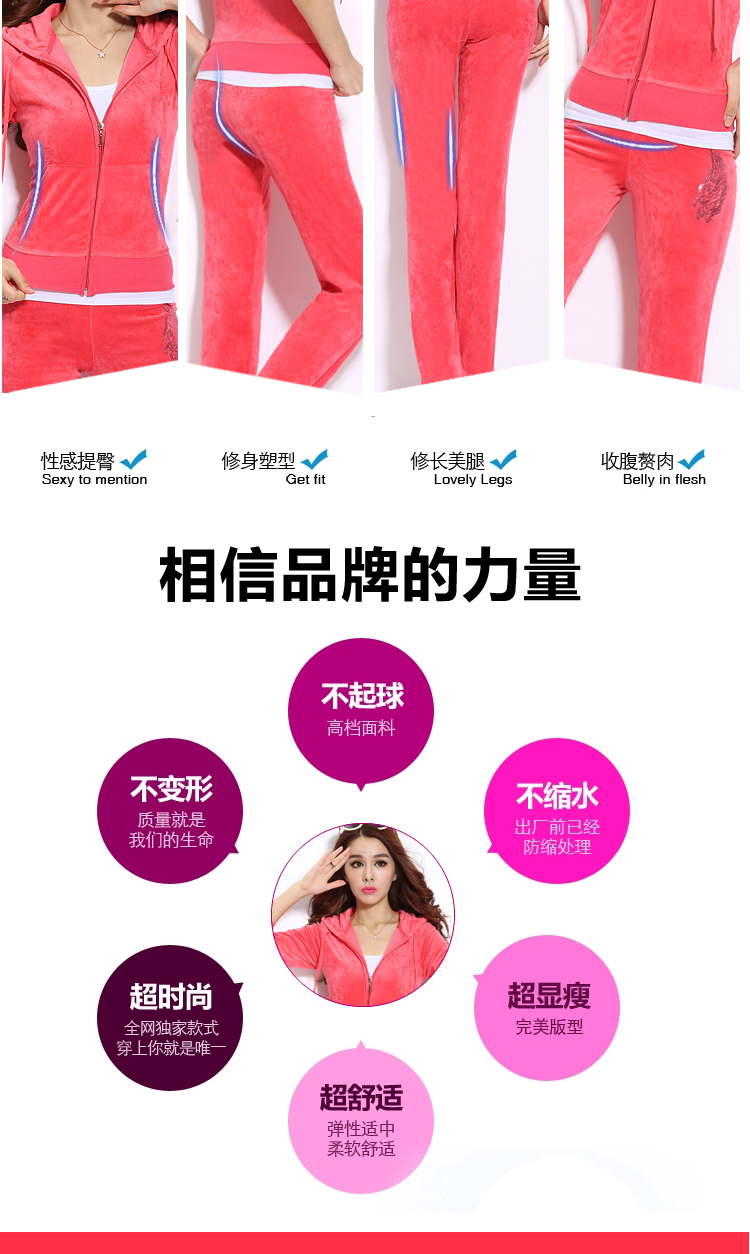 性感提臀
Sexy to mention
修身塑型
Get fit
修长美腿
Lovely Legs
收腹赘肉
Belly in flesh
相信品牌的力量
不起球
高档面料
不变形
质量就是
我们的生命
不缩水
出厂前已经
防缩处理
超时尚
全网独家款式
穿上你就是唯一
超显瘦
完美版型
超舒适
弹性适中
柔软舒适